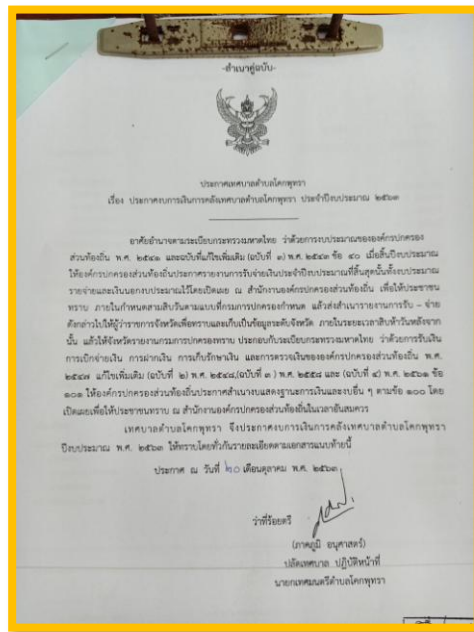 -สำเนาคู่ฉบับ-
ประกาศเทศบาลตำบลโคกพุทรา
เรื่อง ประกาศงบการเงินการคลังเทศบาลตำบลโคกพุทรา ประจำปีงบประมาณ ๒๕๖๓
อาศัยอำนาจตามระเบียบกระทรวงมหาดไทย ว่าด้วยการงบประมาณขององค์กรปกครอง
ส่วนท้องถิ่น พ.ศ. ๒๕๔๑ และฉบับที่แก้ไขเพิ่มเติม (ฉบับที่ ๓) พ.ศ. ๒๕๔๓ ข้อ ๔๐ เมื่อสิ้นปีงบประมาณ
ให้องค์กรปกครองส่วนท้องถิ่นประกาศรายงานการรับจ่ายเงินประจำปีงบประมาณที่สิ้นสุดนั้นทั้งงบประมาณ
รายจ่ายและเงินนอกงบประมาณไว้โดยเปิดเผย ณ สำนักงานองค์กรปกครองส่วนท้องถิ่น เพื่อให้ประชาชน
ทราบ ภายในกำหนดสามสิบวันตามแบบที่กรมการปกครองกำหนด แล้วส่งสำเนารายงานการรับ - จ่าย
ดังกล่าวไปให้ผู้ว่าราชการจังหวัดเพื่อทราบและเก็บเป็นข้อมูลระดับจังหวัด ภายในระยะเวลาสิบห้าวันหลังจาก
นั้น แล้วให้จังหวัดรายงานกรมการปกครองทราบ ประกอบกับระเบียบกระทรวงมหาดไทย ว่าด้วยการรับเงิน
การเบิกจ่ายเงิน การฝากเงิน การเก็บรักษาเงิน และการตรวจเงินขององค์กรปกครองส่วนท้องถิ่น พ.ศ.
๒๕๔๗ แก้ไขเพิ่มเติม (ฉบับที่ ๒) พ.ศ. ๒๕๔๘,(ฉบับที่ ๓ ) พ.ศ. ๒๕๕๘ และ (ฉบับที่ ๔) พ.ศ. ๒๕๖๑ ข้อ
๑๐๑ ให้องค์กรปกครองส่วนท้องถิ่นประกาศสำเนางบแสดงฐานะการเงินและงบอื่น ๆ ตามข้อ ๑๐๐ โดย
เปิดเผยเพื่อให้ประชาชนทราบ ณ สำนักงานองค์กรปกครองส่วนท้องถิ่นในเวลาอันสมควร
เทศบาลตำบลโคกพุทรา จึงประกาศงบการเงินการคลังเทศบาลตำบลโคกพุทรา
ปีงบประมาณ พ.ศ. ๒๕๖๓ ให้ทราบโดยทั่วกันรายละเอียดตามเอกสารแนบท้ายนี้
ประกาศ ณ วันที่ ๒๐ เดือนตุลาคม พ.ศ. ๒๕๖๓
ว่าที่ร้อยตรี
(ภาคภูมิ อนุศาสตร์)
ปลัดเทศบาล ปฏิบัติหน้าที่
นายกเทศมนตรีตำบลโคกพุทรา